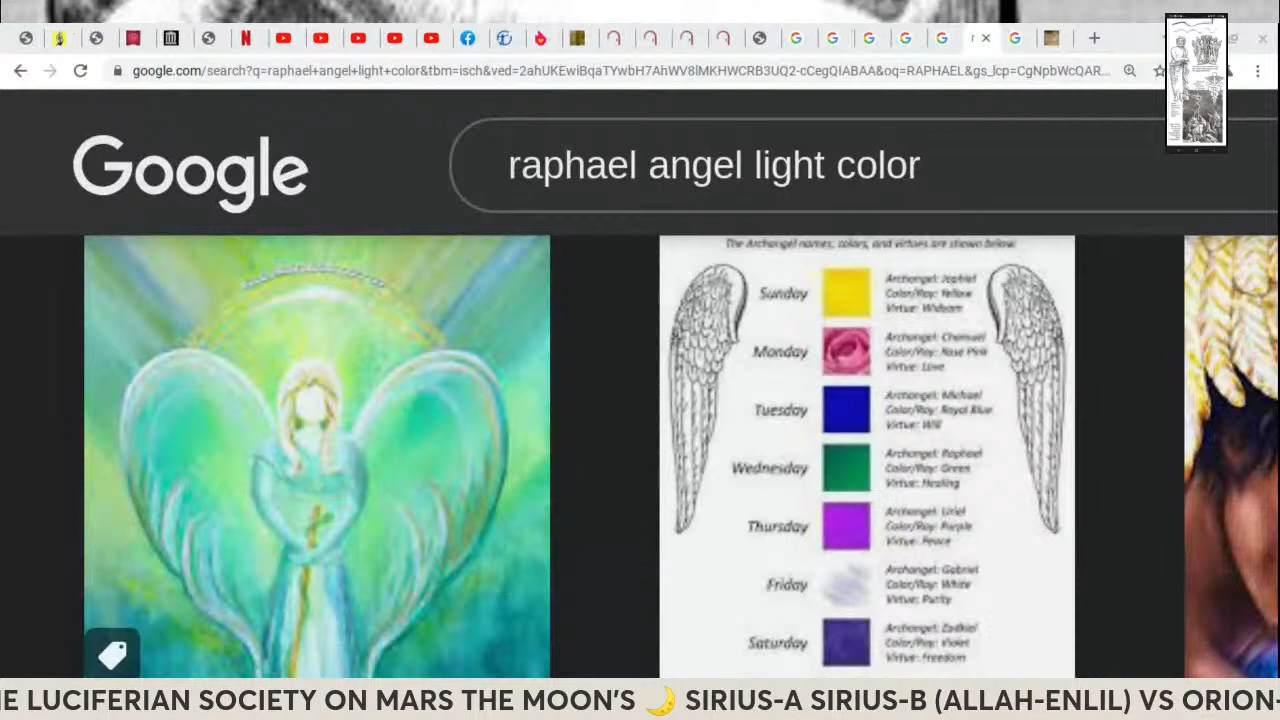 google.com/search?q=raphael+angel+light+color&tbm=isch&ved=2ahUKEwiBqaTYwbH7AhWV8lMKHWCRB3UQ2-cCegQIABAA&oq=RAPHAEL&gs_lcp=CgNpbWcQAR...
Google
raphael angel light color
The Archangel names, colors, and virtues are shown below.
Sunday
Archangel: Jophiel
Color/Ray: Yellow
Virtue: Wisdom
Monday
Archangel: Chamuel
Color/Ray: Rose Pink
Virtue: Love
Tuesday
Archangel: Michael
Color/Ray: Royal Blue
Virtue: Will
Wednesday
Archangel: Raphael
Color/Ray: Green
Virtue: Healing
Thursday
Archangel: Uriel
Color/Ray: Purple
Virtue: Peace
Friday
Archangel: Gabriel
Color/Ray: White
Virtue: Purity
Saturday
Archangel: Zadkiel
Color/Ray: Violet
Virtue: Freedom
E LUCIFERIAN SOCIETY ON MARS THE MOON'S 🌙 SIRIUS-A SIRIUS-B (ALLAH-ENLIL) VS ORION.